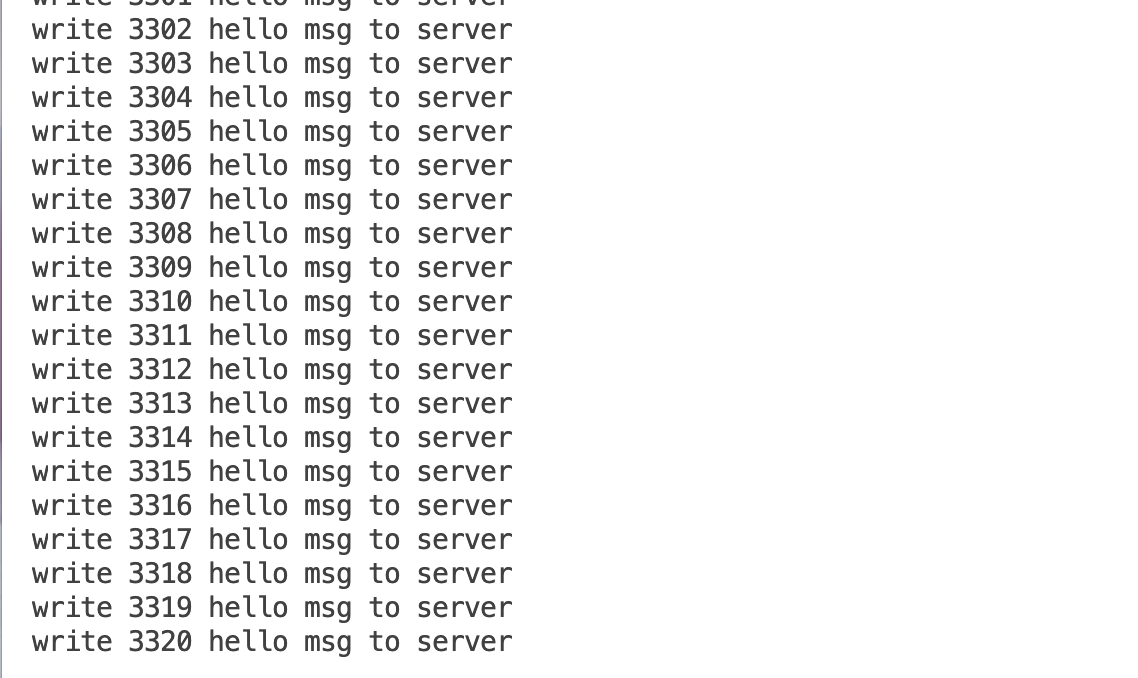 write 3301 hello msg to server
write 3302 hello msg to server
write 3303 hello msg to server
write 3304 hello msg to server
write 3305 hello msg to server
write 3306 hello msg to server
write 3307 hello msg to server
write 3308 hello msg to server
write 3309 hello msg to server
write 3310 hello msg to server
write 3311 hello msg to server
write 3312 hello msg to server
write 3313 hello msg to server
write 3314 hello msg to server
write 3315 hello msg to server
write 3316 hello msg to server
write 3317 hello msg to server
write 3318 hello msg to server
write 3319 hello msg to server
write 3320 hello msg to server